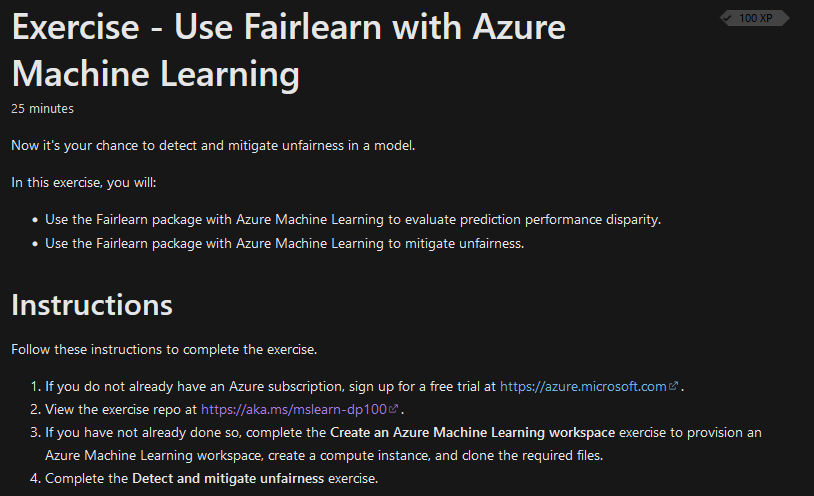 Exercise - Use Fairlearn with Azure
Machine Learning
100 XP
25 minutes
Now it's your chance to detect and mitigate unfairness in a model.
In this exercise, you will:
• Use the Fairlearn package with Azure Machine Learning to evaluate prediction performance disparity.
• Use the Fairlearn package with Azure Machine Learning to mitigate unfairness.
Instructions
Follow these instructions to complete the exercise.
1. If you do not already have an Azure subscription, sign up for a free trial at https://azure.microsoft.com .
2. View the exercise repo at https://aka.ms/mslearn-dp100 .
3. If you have not already done so, complete the Create an Azure Machine Learning workspace exercise to provision an
Azure Machine Learning workspace, create a compute instance, and clone the required files.
4. Complete the Detect and mitigate unfairness exercise.